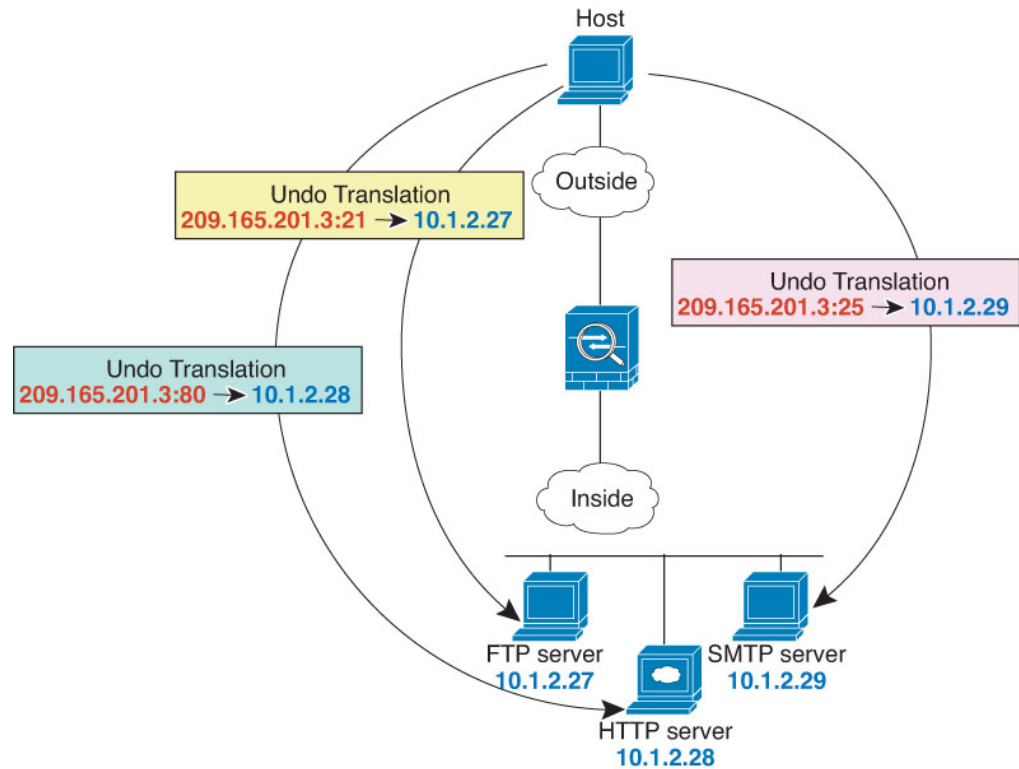 Host
Outside
Undo Translation
209.165.201.3:21 → 10.1.2.27
Undo Translation
209.165.201.3:25 → 10.1.2.29
Undo Translation
209.165.201.3:80 → 10.1.2.28
Inside
FTP server
10.1.2.27
SMTP server
10.1.2.29
HTTP server
10.1.2.28